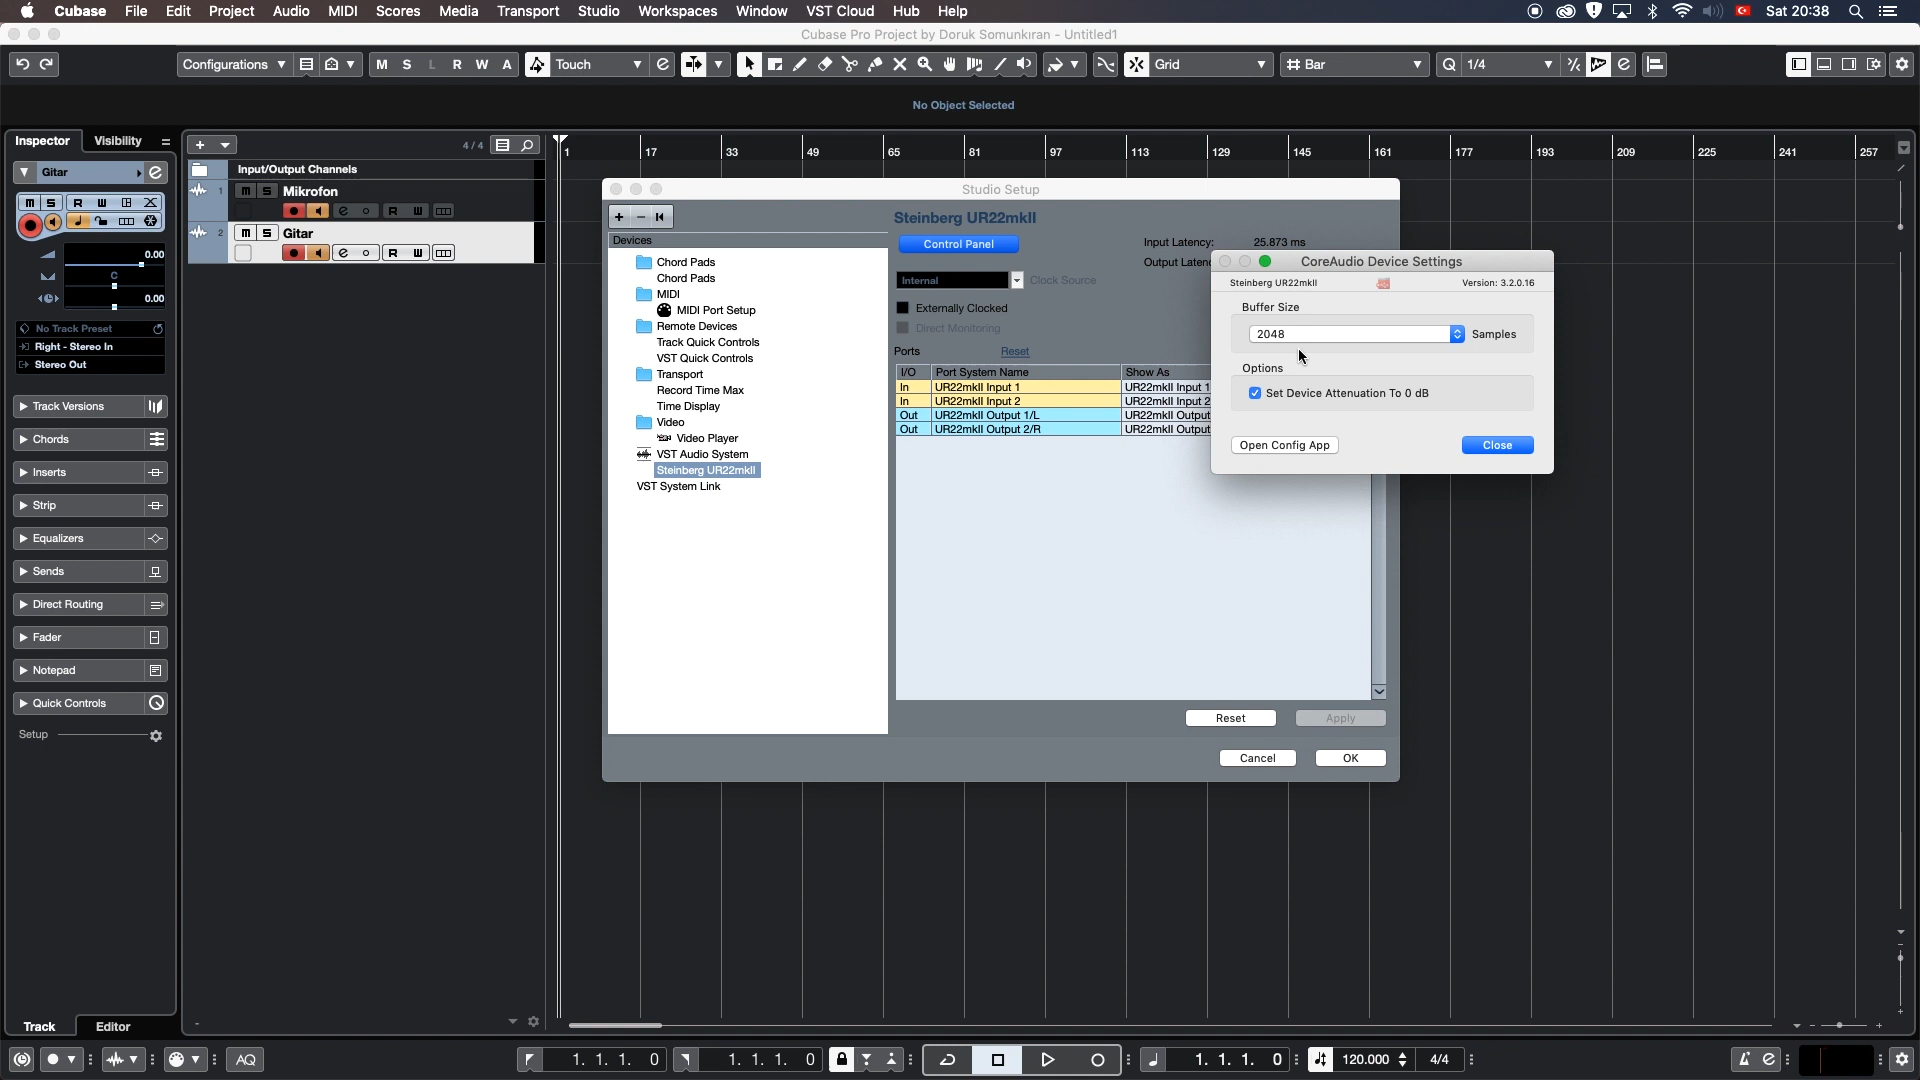 Cubase File Edit Project Audio MIDI Scores Media Transport Studio Workspaces Window VST Cloud Hub Help Sat 20:38
Cubase Pro Project by Doruk Somunkıran - Untitled1
Configurations M S L R W A Touch Grid Bar Q 1/4
No Object Selected
Inspector Visibility
4 / 4
1 17 33 49 65 81 97 113 129 145 161 177 193 209 225 241 257
Gitar
Input/Output Channels
1 m S Mikrofon
R
2 m S Gitar
R
m S R
0.00
C
0.00
No Track Preset
Right - Stereo In
Stereo Out
Track Versions
Chords
Inserts
Strip
Equalizers
Sends
Direct Routing
Fader
Notepad
Quick Controls
Setup
Track Editor
Studio Setup
Devices
Chord Pads
Chord Pads
MIDI
MIDI Port Setup
Remote Devices
Track Quick Controls
VST Quick Controls
Transport
Record Time Max
Time Display
Video
Video Player
VST Audio System
Steinberg UR22mkII
VST System Link
Steinberg UR22mkII
Control Panel
Input Latency: 25.873 ms
Output Laten
Internal Clock Source
Externally Clocked
Direct Monitoring
Ports Reset
I/O Port System Name Show As
In UR22mkII Input 1 UR22mkII Input 1
In UR22mkII Input 2 UR22mkII Input 2
Out UR22mkII Output 1/L UR22mkII Output
Out UR22mkII Output 2/R UR22mkII Output
Reset Apply
Cancel OK
CoreAudio Device Settings
Steinberg UR22mkII Version: 3.2.0.16
Buffer Size
2048 Samples
Options
Set Device Attenuation To 0 dB
Open Config App Close
AQ 1. 1. 1. 0 1. 1. 1. 0 1. 1. 1. 0 120.000 4/4